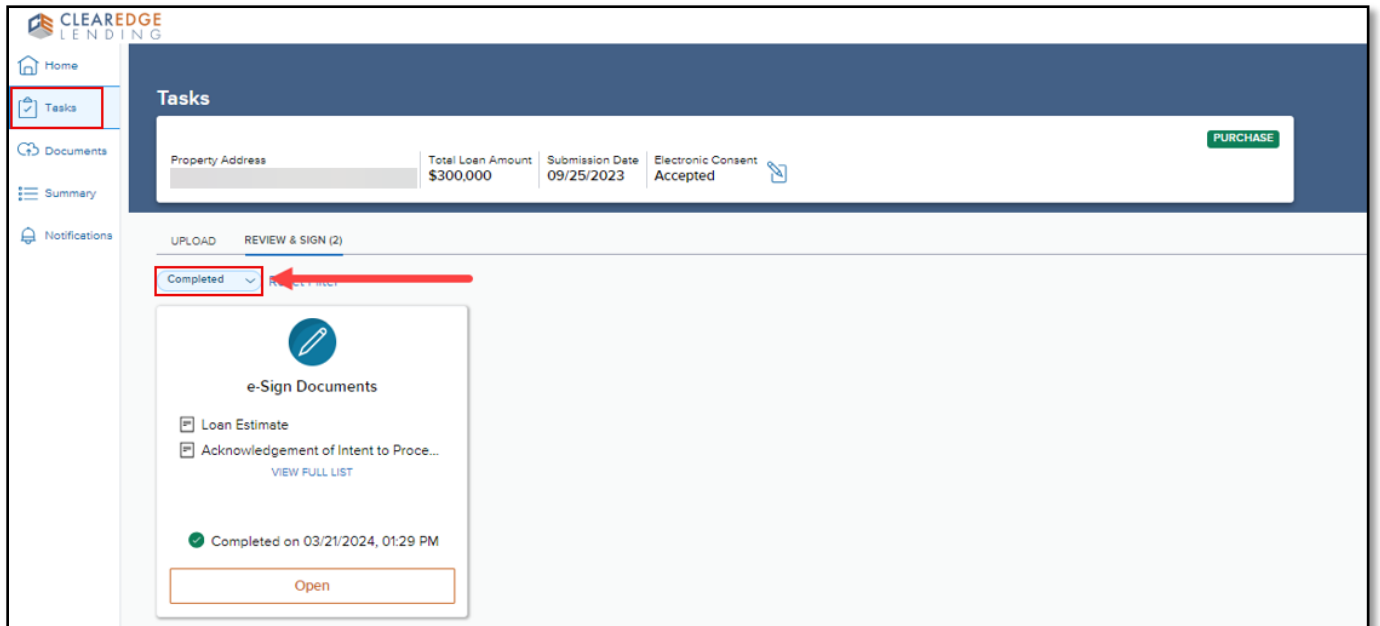 CLEAREDGE
LENDING
Home
Tasks
Documents
Summary
Notifications
Tasks
PURCHASE
Property Address
Total Loan Amount
$300,000
Submission Date
09/25/2023
Electronic Consent
Accepted
UPLOAD
REVIEW & SIGN (2)
Completed
Reset Filter
e-Sign Documents
Loan Estimate
Acknowledgement of Intent to Proce...
VIEW FULL LIST
Completed on 03/21/2024, 01:29 PM
Open